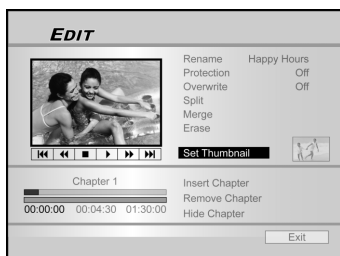 EDIT
Rename Happy Hours
Protection Off
Overwrite Off
Split
Merge
Erase
Set Thumbnail
Chapter 1
00:00:00 00:04:30 01:30:00
Insert Chapter
Remove Chapter
Hide Chapter
Exit